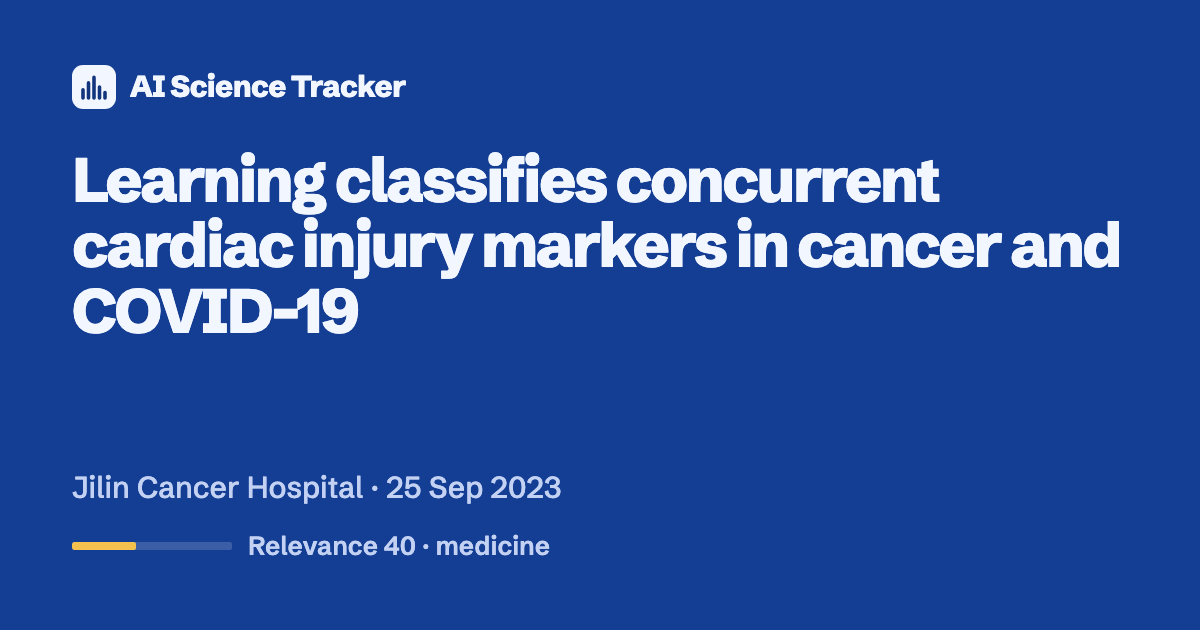 AI Science Tracker
Learning classifies concurrent
cardiac injury markers in cancer and
COVID-19
Jilin Cancer Hospital · 25 Sep 2023
Relevance 40 · medicine